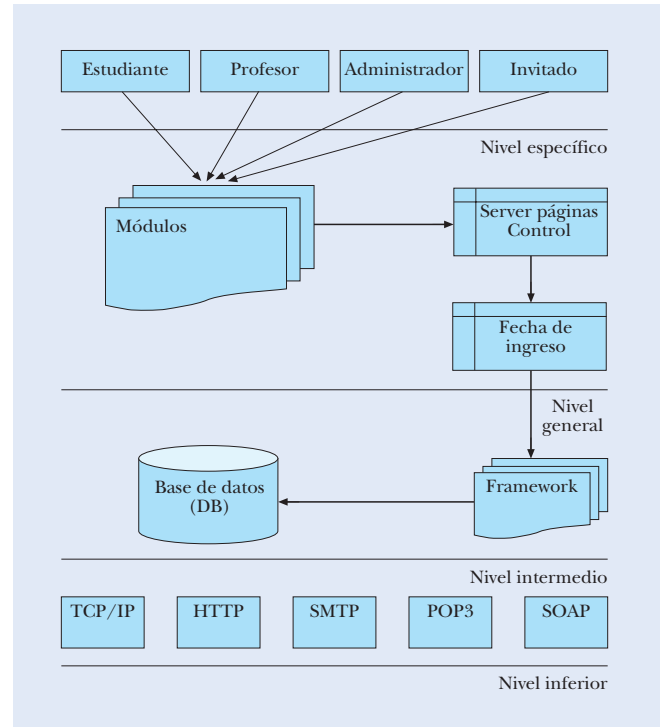 Estudiante
Profesor
Administrador
Invitado
Nivel específico
Módulos
Server páginas
Control
Fecha de
ingreso
Nivel
general
Base de datos
(DB)
Framework
Nivel intermedio
TCP/IP
HTTP
SMTP
POP3
SOAP
Nivel inferior